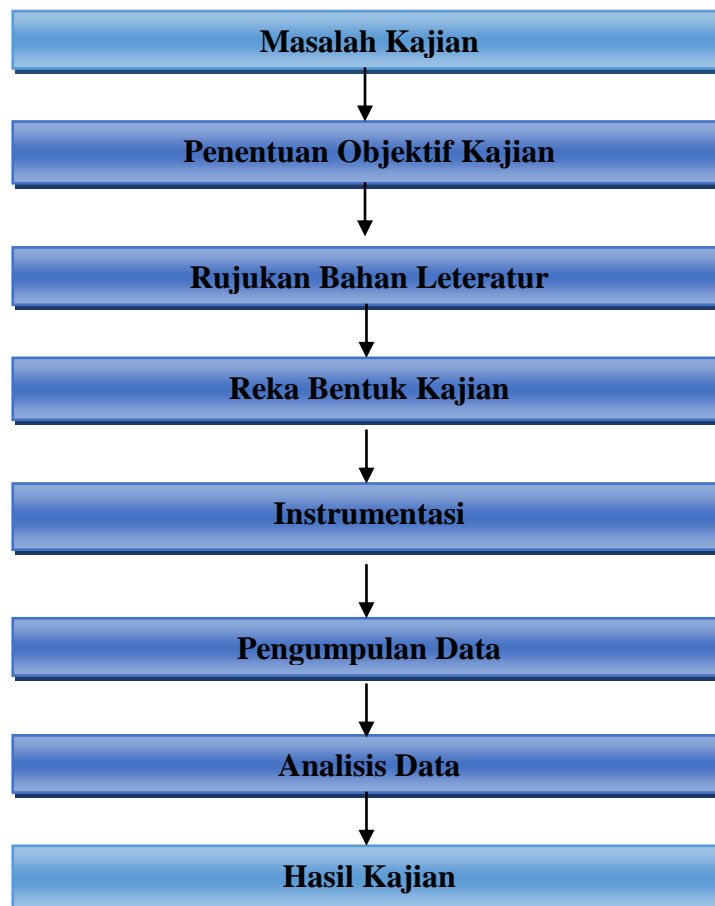 Masalah Kajian
Penentuan Objektif Kajian
Rujukan Bahan Leteratur
Reka Bentuk Kajian
Instrumentasi
Pengumpulan Data
Analisis Data
Hasil Kajian